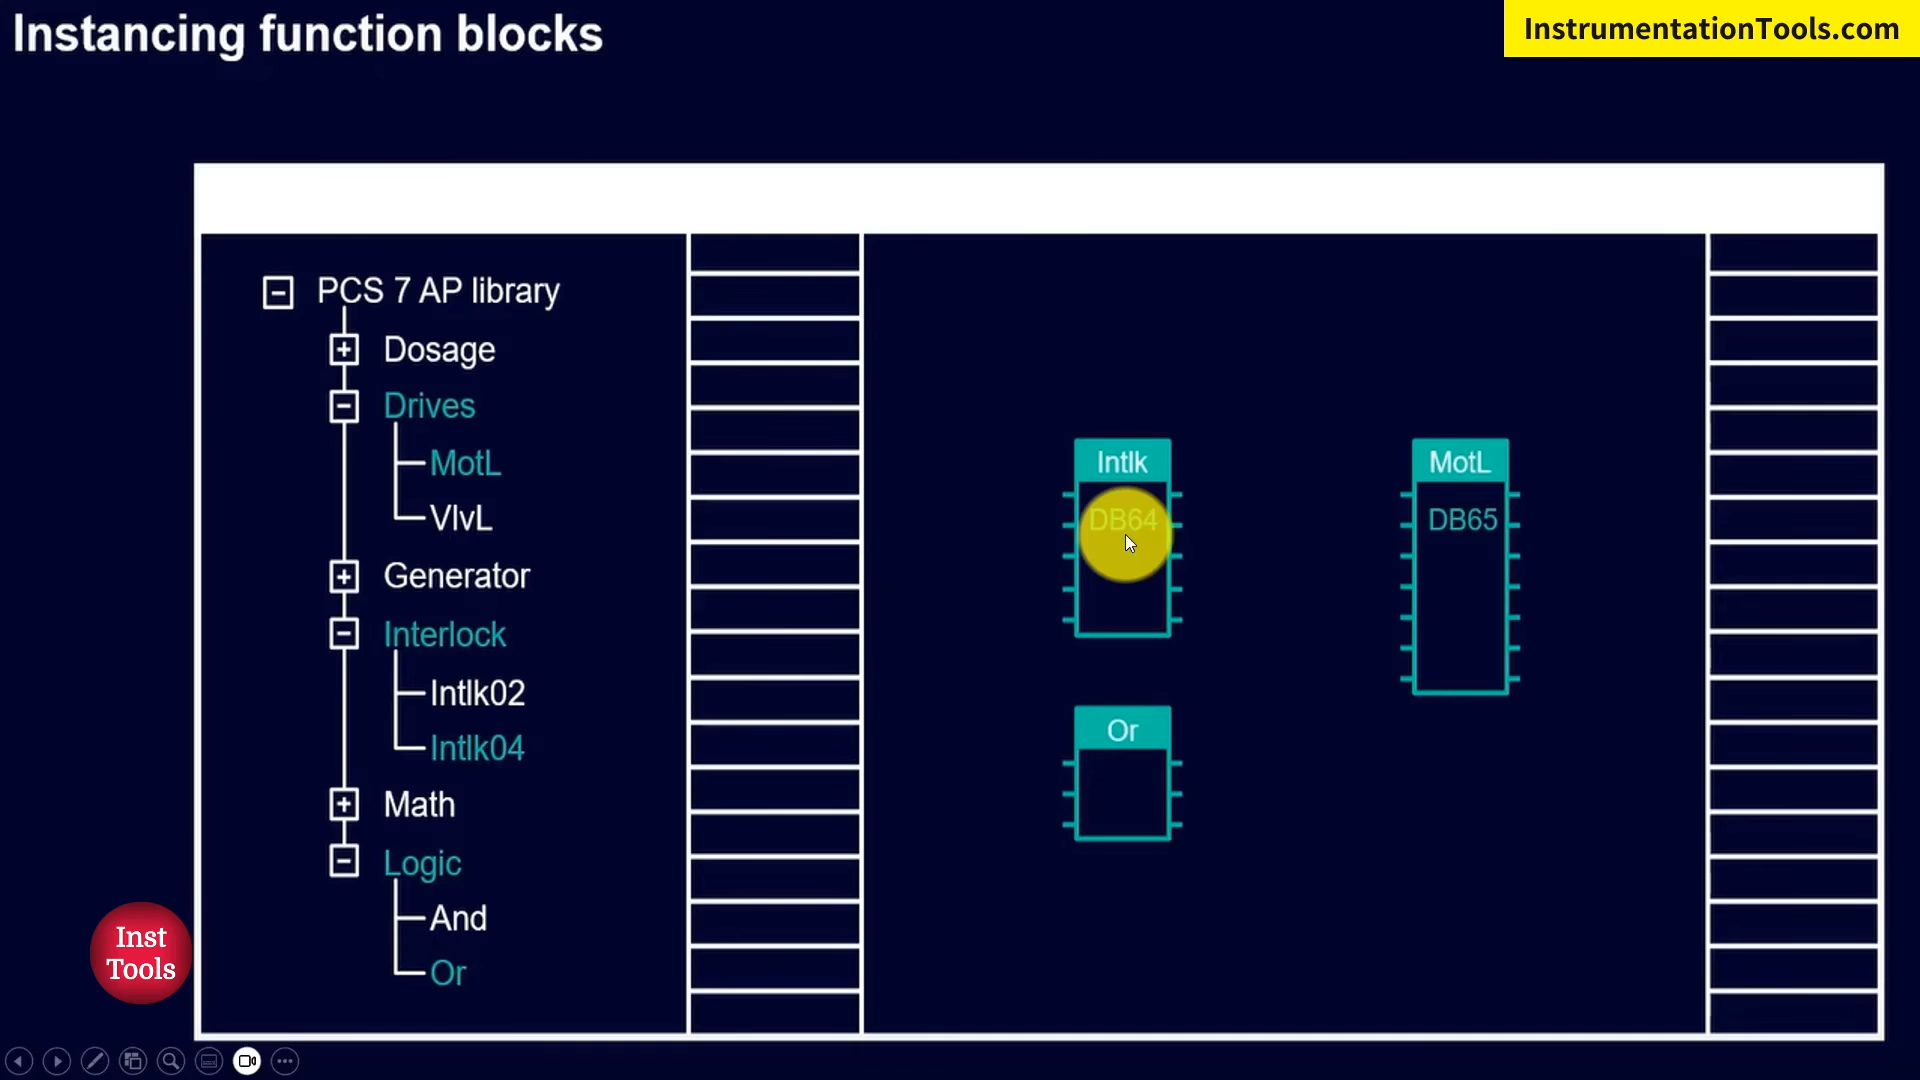 Instancing function blocks
InstrumentationTools.com
PCS 7 AP library
Dosage
Drives
MotL
VlvL
Generator
Interlock
Intlk02
Intlk04
Math
Logic
And
Or
Intlk
DB64
MotL
DB65
Or
Inst
Tools